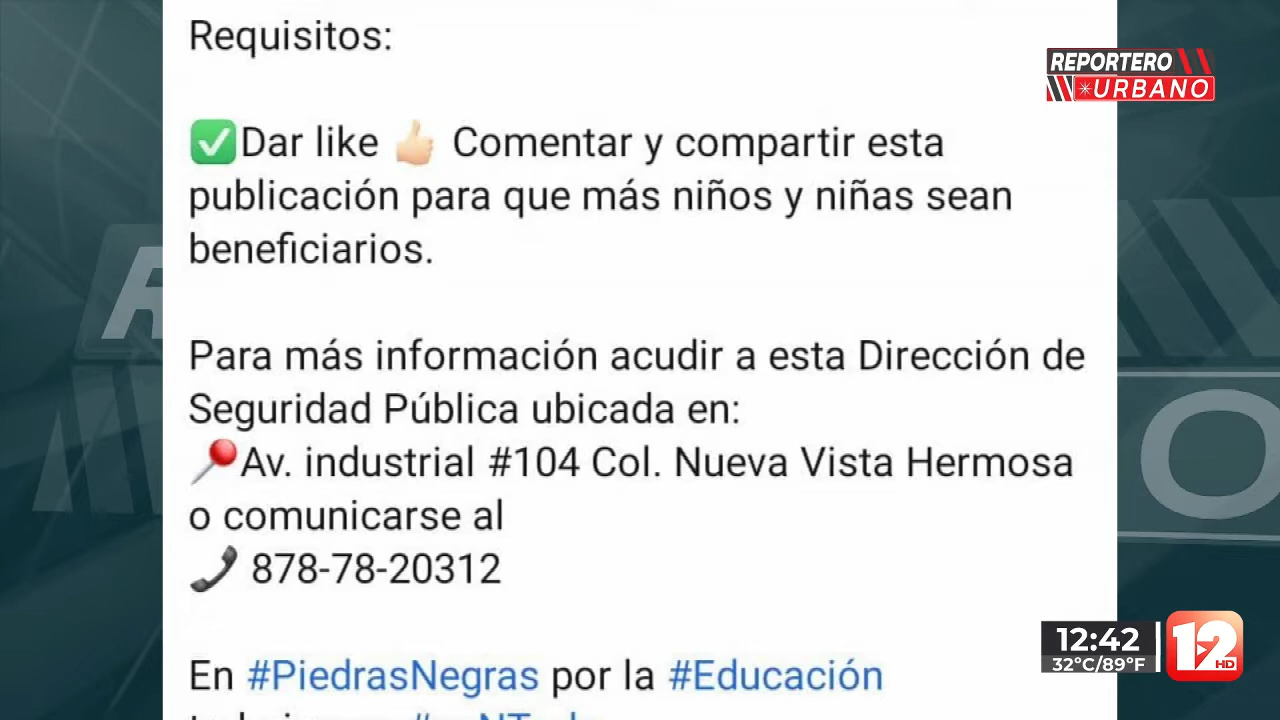 Requisitos:
REPORTERO
URBANO
✅Dar like 👍🏻 Comentar y compartir esta
publicación para que más niños y niñas sean
beneficiarios.
Para más información acudir a esta Dirección de
Seguridad Pública ubicada en:
📍Av. industrial #104 Col. Nueva Vista Hermosa
o comunicarse al
📞 878-78-20312
12:42
32°C/89°F
12
HD
En #PiedrasNegras por la #Educación